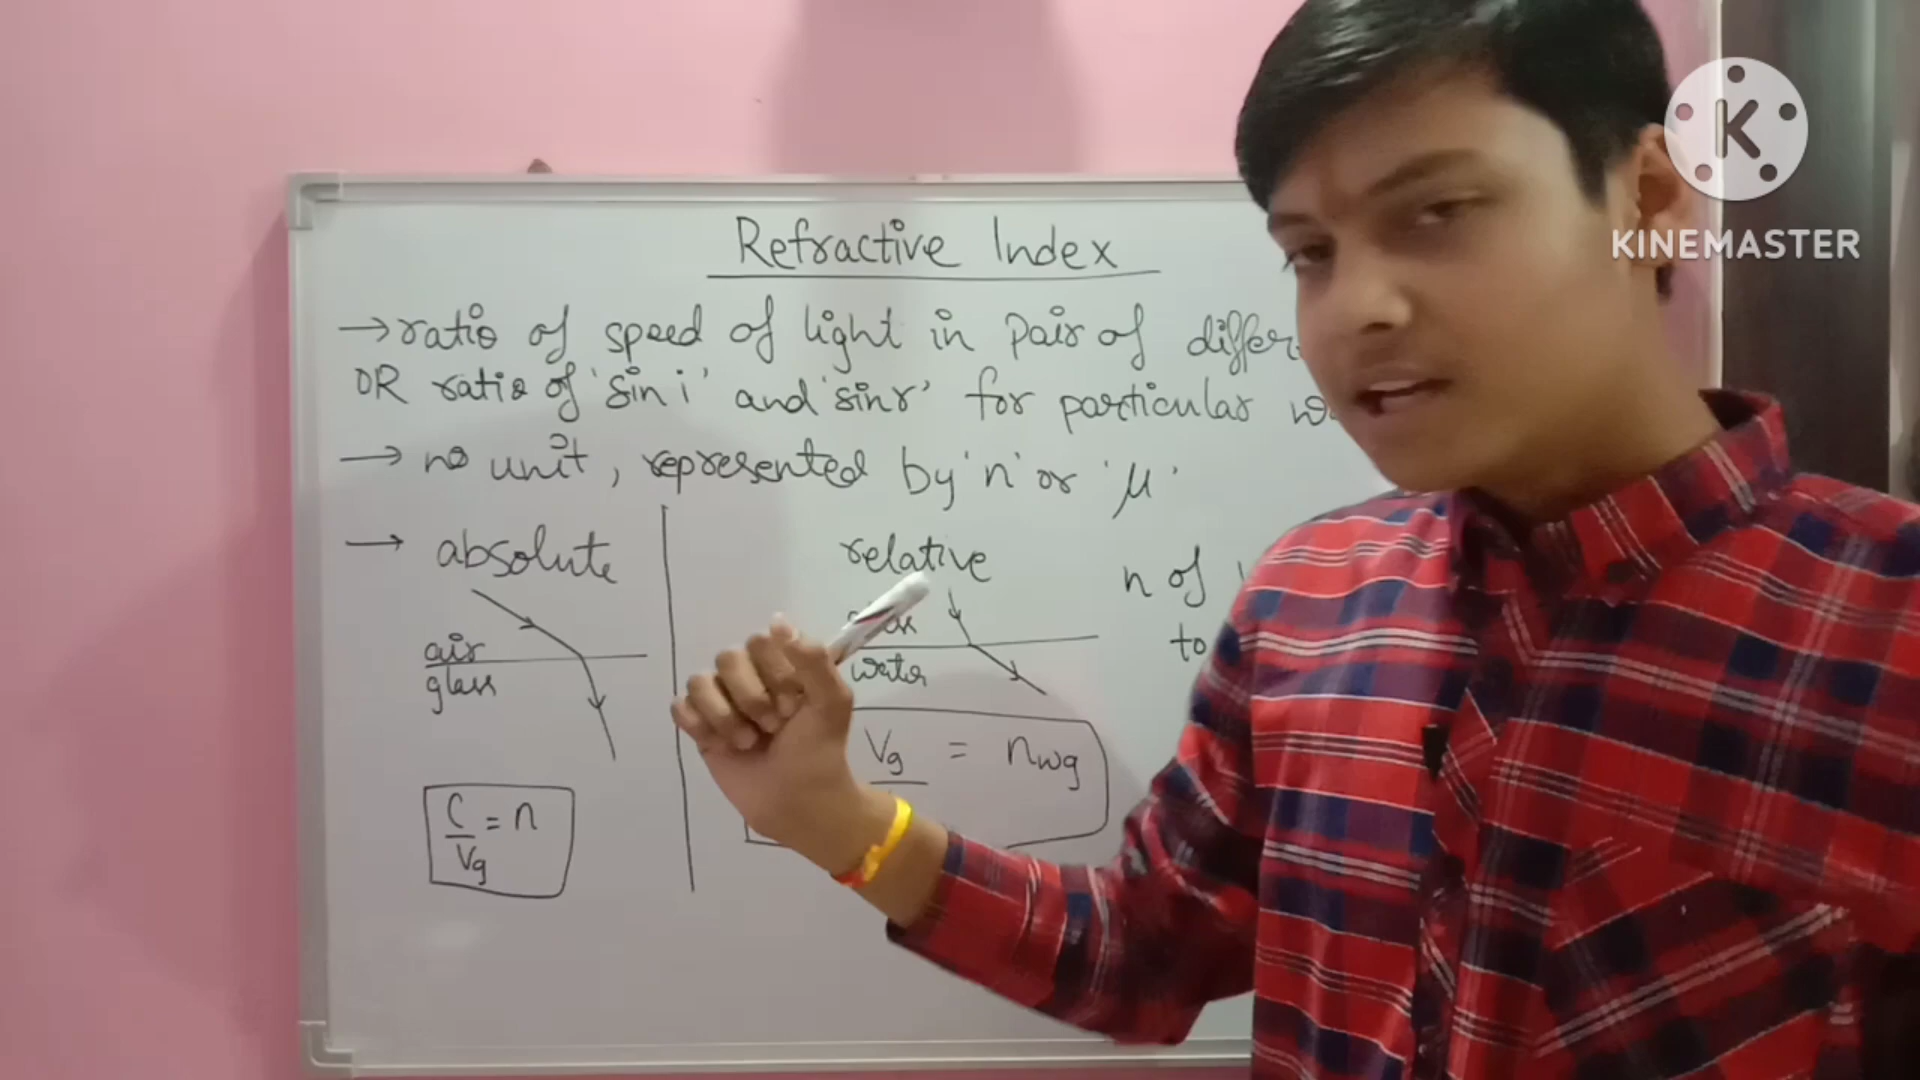 Refractive Index
→ ratio of speed of light in pair of differ
OR ratio of 'sin i' and 'sin r' for particular
→ no unit, represented by 'n' or 'μ'
→ absolute
relative
n of
to
air
glass
water
C/Vg = n
Vg = nwg
K
KINEMASTER